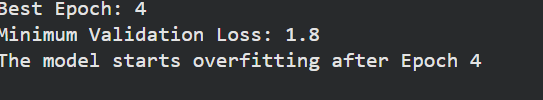 Best Epoch: 4
Minimum Validation Loss: 1.8
The model starts overfitting after Epoch 4